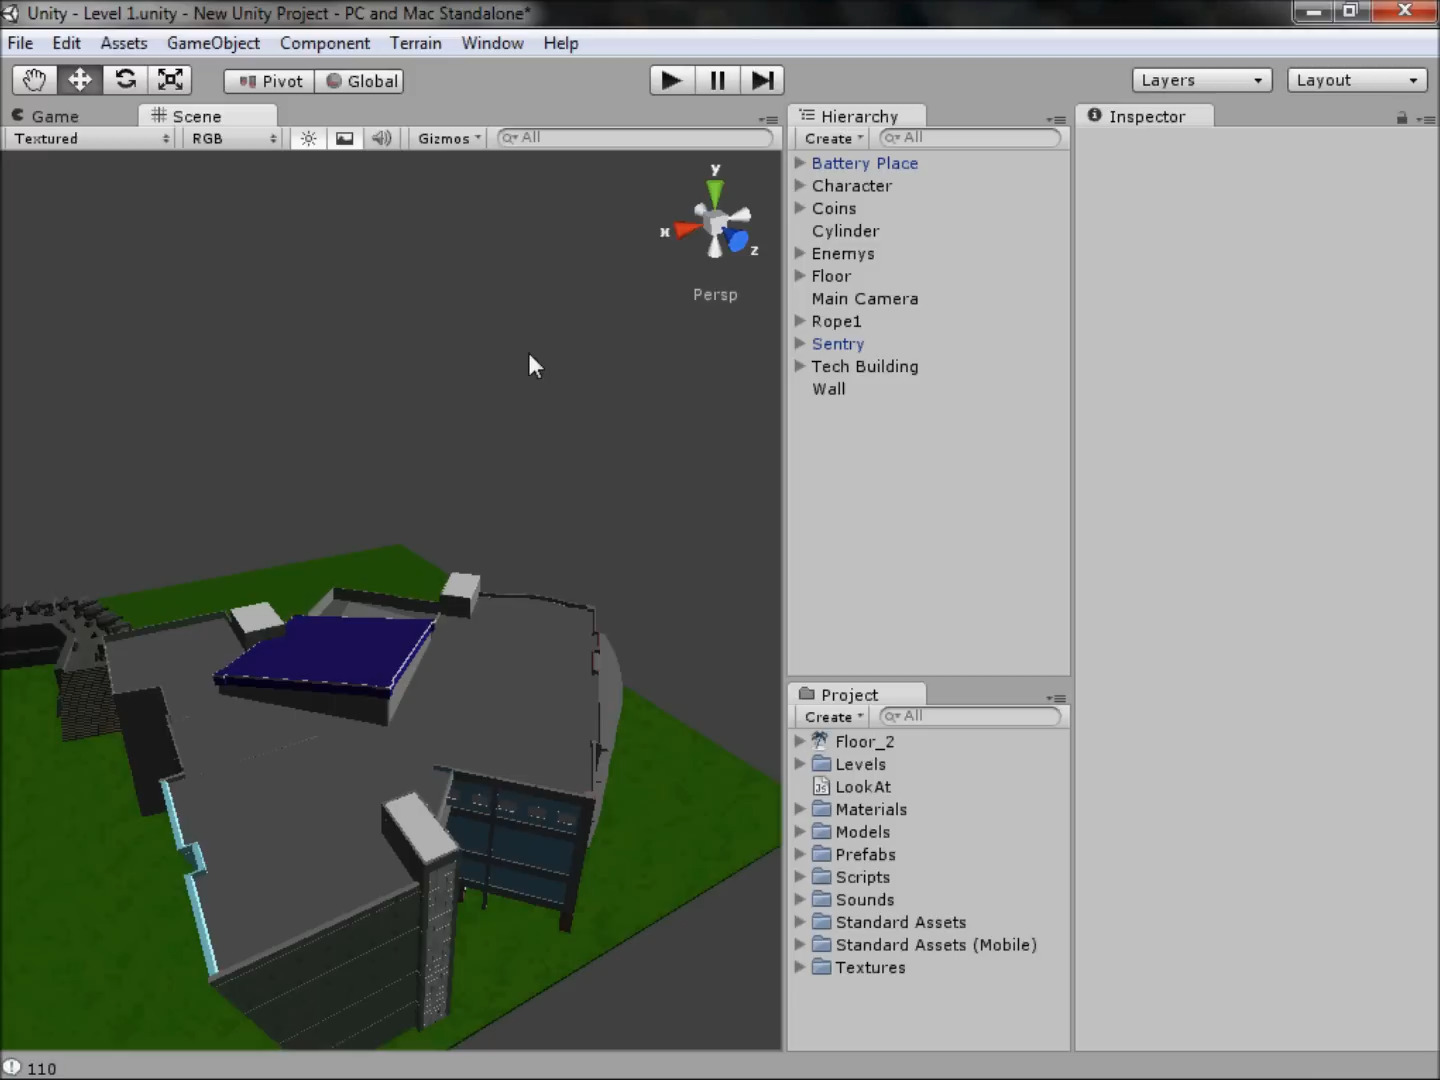 Unity - Level 1.unity - New Unity Project - PC and Mac Standalone*
File Edit Assets GameObject Component Terrain Window Help
Pivot Global Layers Layout
Game Scene Hierarchy Inspector
Textured RGB Gizmos All Create All
y
x
z
Persp
Battery Place
Character
Coins
Cylinder
Enemys
Floor
Main Camera
Rope1
Sentry
Tech Building
Wall
Project
Create All
Floor_2
Levels
LookAt
Materials
Models
Prefabs
Scripts
Sounds
Standard Assets
Standard Assets (Mobile)
Textures
110